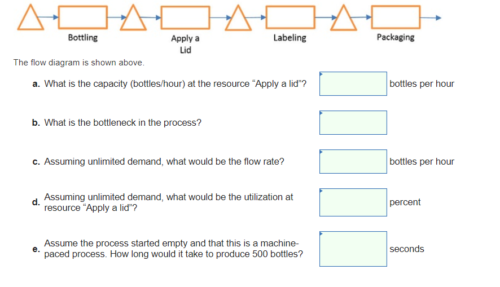 Bottling Apply a Lid Labeling Packaging
The flow diagram is shown above.
a. What is the capacity (bottles/hour) at the resource "Apply a lid"? bottles per hour
b. What is the bottleneck in the process?
c. Assuming unlimited demand, what would be the flow rate? bottles per hour
d. Assuming unlimited demand, what would be the utilization at
resource "Apply a lid"? percent
e. Assume the process started empty and that this is a machine-
paced process. How long would it take to produce 500 bottles? seconds